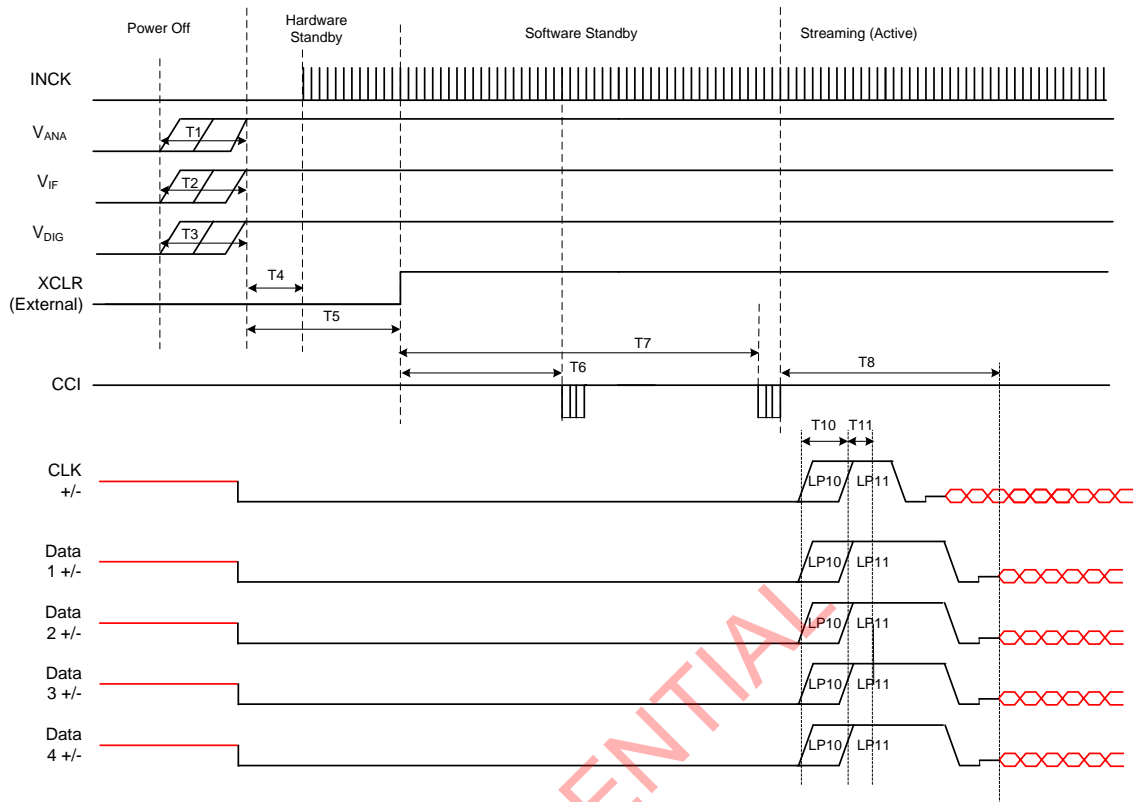 Power Off
Hardware
Standby
Software Standby
Streaming (Active)
INCK
VANA
T1
VIF
T2
VDIG
T3
XCLR
(External)
T4
T5
T7
T6
CCI
T8
T10
T11
CLK
+/-
LP10
LP11
Data
1 +/-
LP10
LP11
Data
2 +/-
LP10
LP11
Data
3 +/-
LP10
LP11
Data
4 +/-
LP10
LP11
ENTIAL